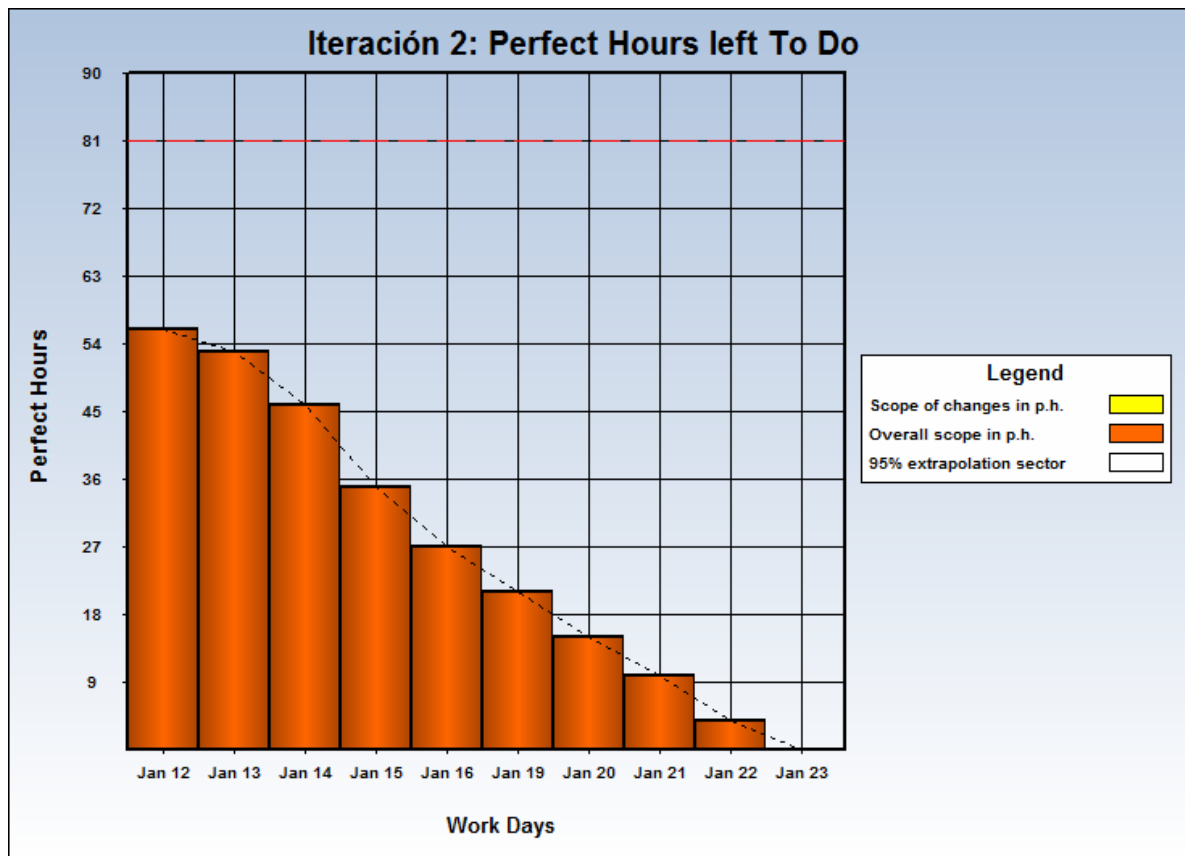 Iteración 2: Perfect Hours left To Do
90
81
72
63
54
45
36
27
18
9
Perfect Hours
Jan 12 Jan 13 Jan 14 Jan 15 Jan 16 Jan 19 Jan 20 Jan 21 Jan 22 Jan 23
Work Days
Legend
Scope of changes in p.h.
Overall scope in p.h.
95% extrapolation sector